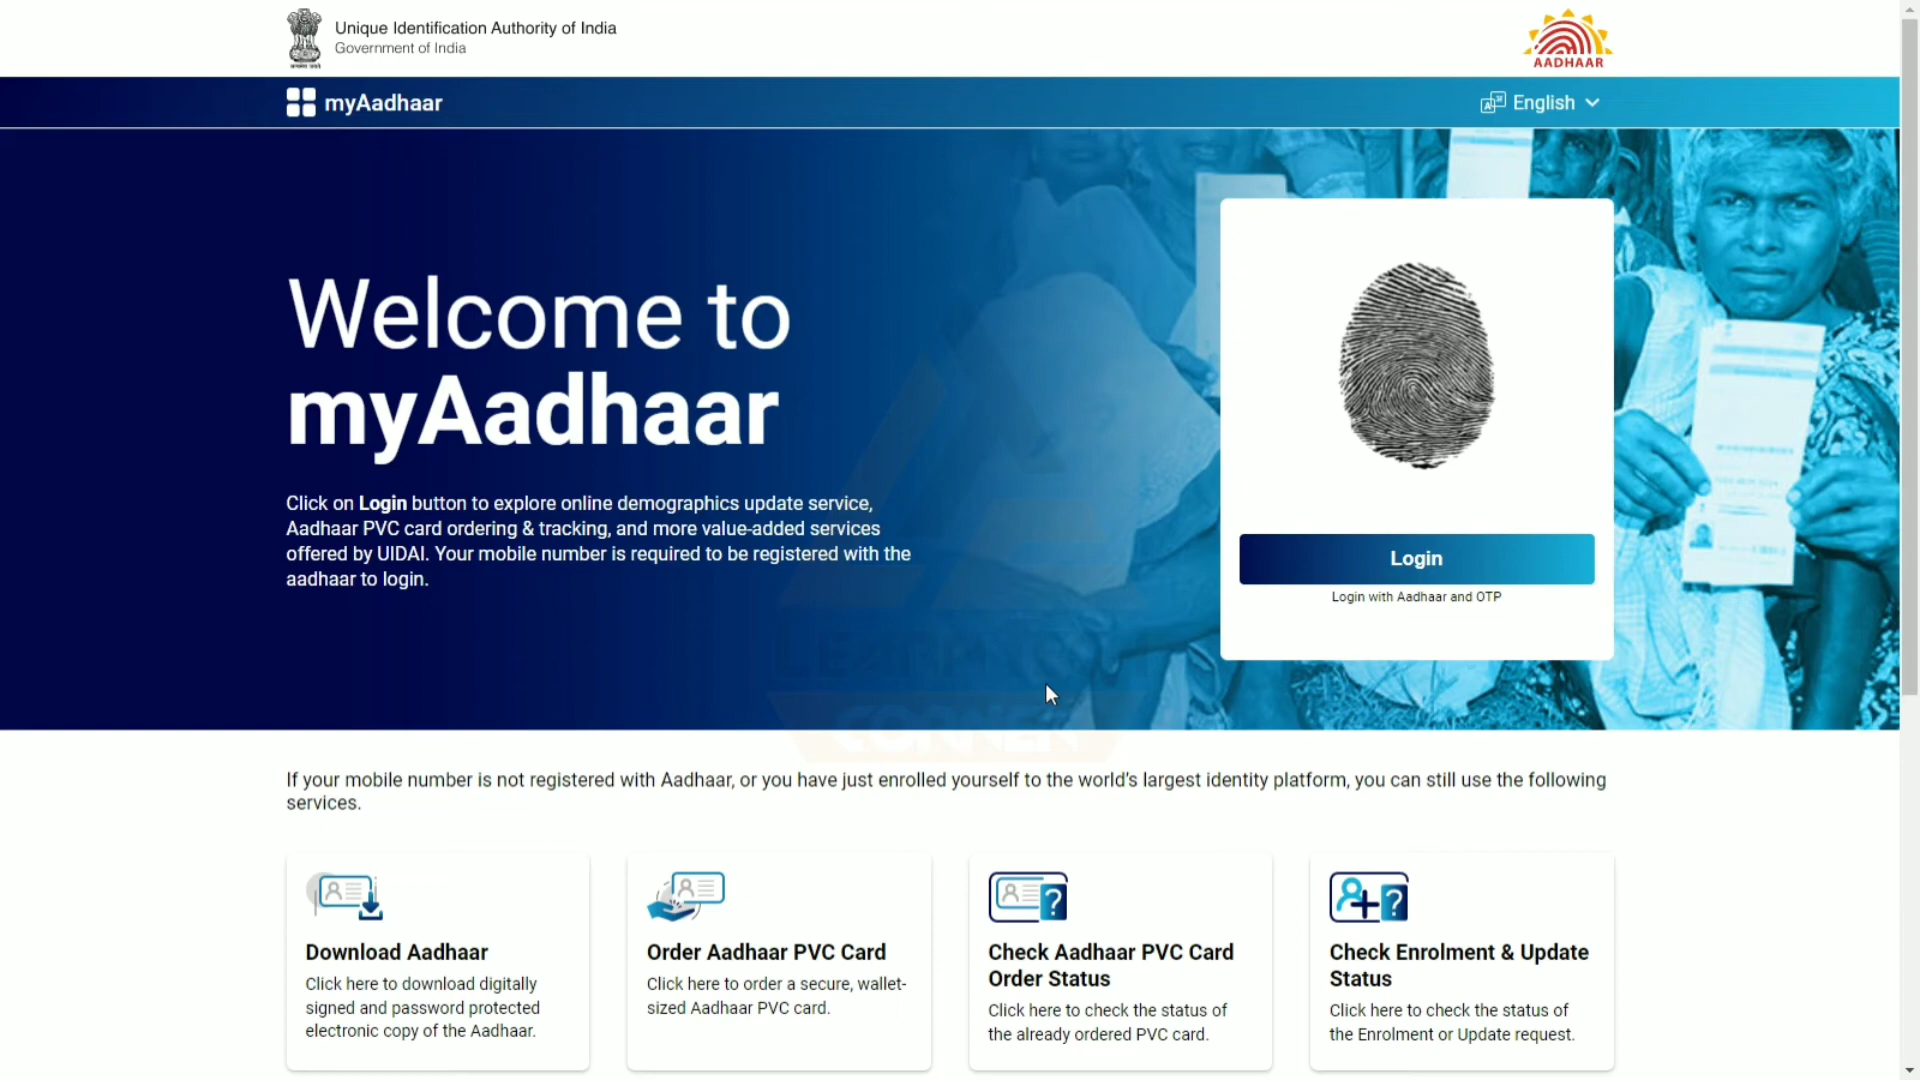 Unique Identification Authority of India
Government of India
AADHAAR
myAadhaar
English
Welcome to
myAadhaar
Click on Login button to explore online demographics update service,
Aadhaar PVC card ordering & tracking, and more value-added services
offered by UIDAI. Your mobile number is required to be registered with the
aadhaar to login.
Login
Login with Aadhaar and OTP
If your mobile number is not registered with Aadhaar, or you have just enrolled yourself to the world's largest identity platform, you can still use the following
services.
Download Aadhaar
Click here to download digitally
signed and password protected
electronic copy of the Aadhaar.
Order Aadhaar PVC Card
Click here to order a secure, wallet-
sized Aadhaar PVC card.
Check Aadhaar PVC Card
Order Status
Click here to check the status of
the already ordered PVC card.
Check Enrolment & Update
Status
Click here to check the status of
the Enrolment or Update request.